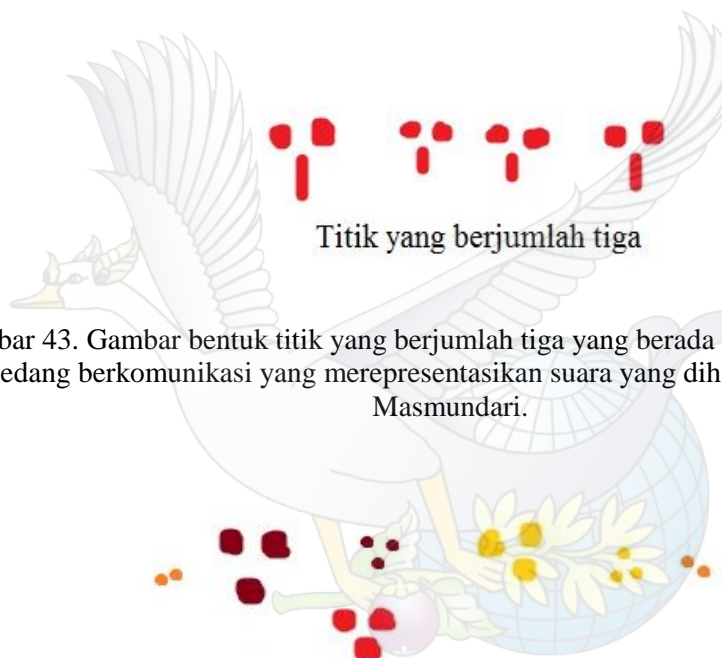 Titik yang berjumlah tiga
bar 43. Gambar bentuk titik yang berjumlah tiga yang berada
edang berkomunikasi yang merepresentasikan suara yang dih
Masmundari.